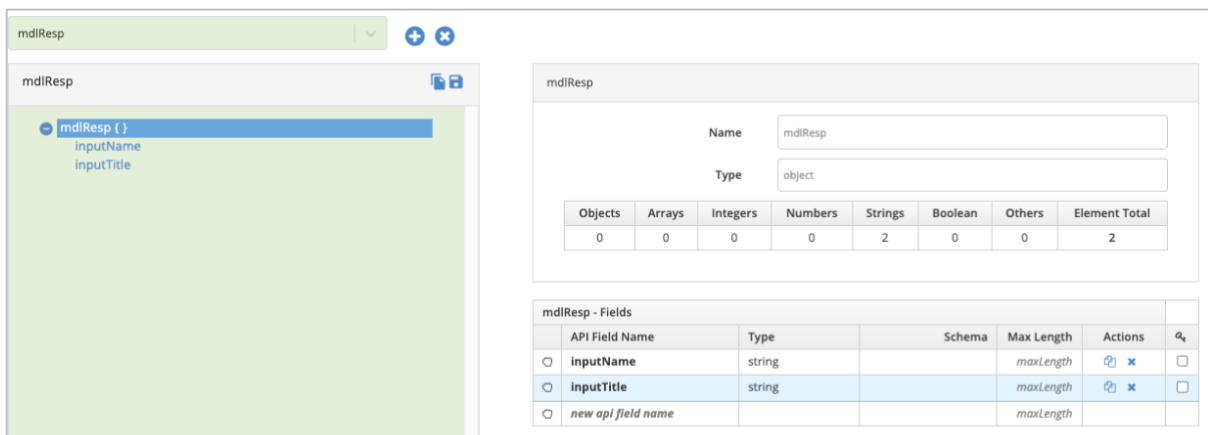 mdlResp
mdlResp
mdlResp { }
inputName
inputTitle
mdlResp
Name mdlResp
Type object
Objects Arrays Integers Numbers Strings Boolean Others Element Total
0 0 0 0 2 0 0 2
mdlResp - Fields
API Field Name Type Schema Max Length Actions
inputName string maxLength
inputTitle string maxLength
new api field name maxLength